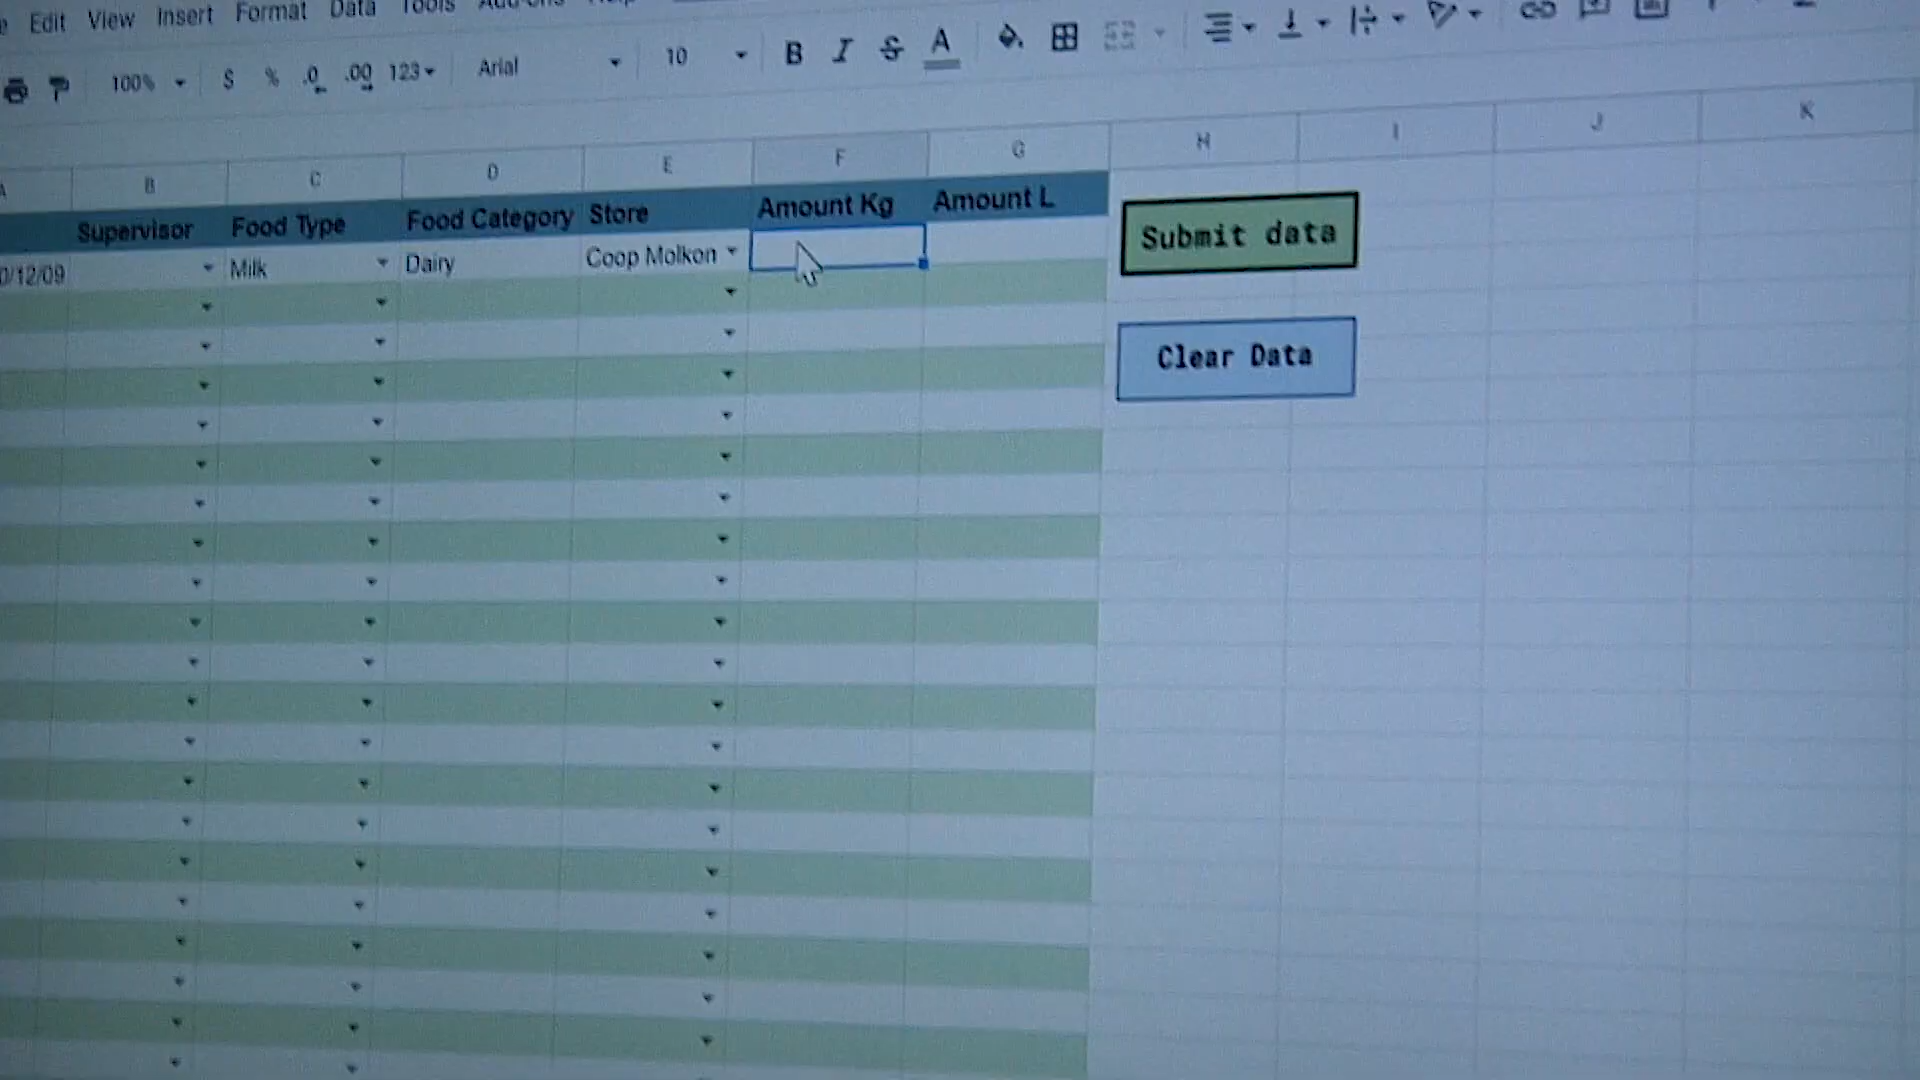 Edit View Insert Format Data Tools
100% $ % .0 .00 123 Arial 10 B I S A
A B C D E F G H I J K
Supervisor Food Type Food Category Store Amount Kg Amount L
0/12/09 Milk Dairy Coop Molkon
Submit data
Clear Data